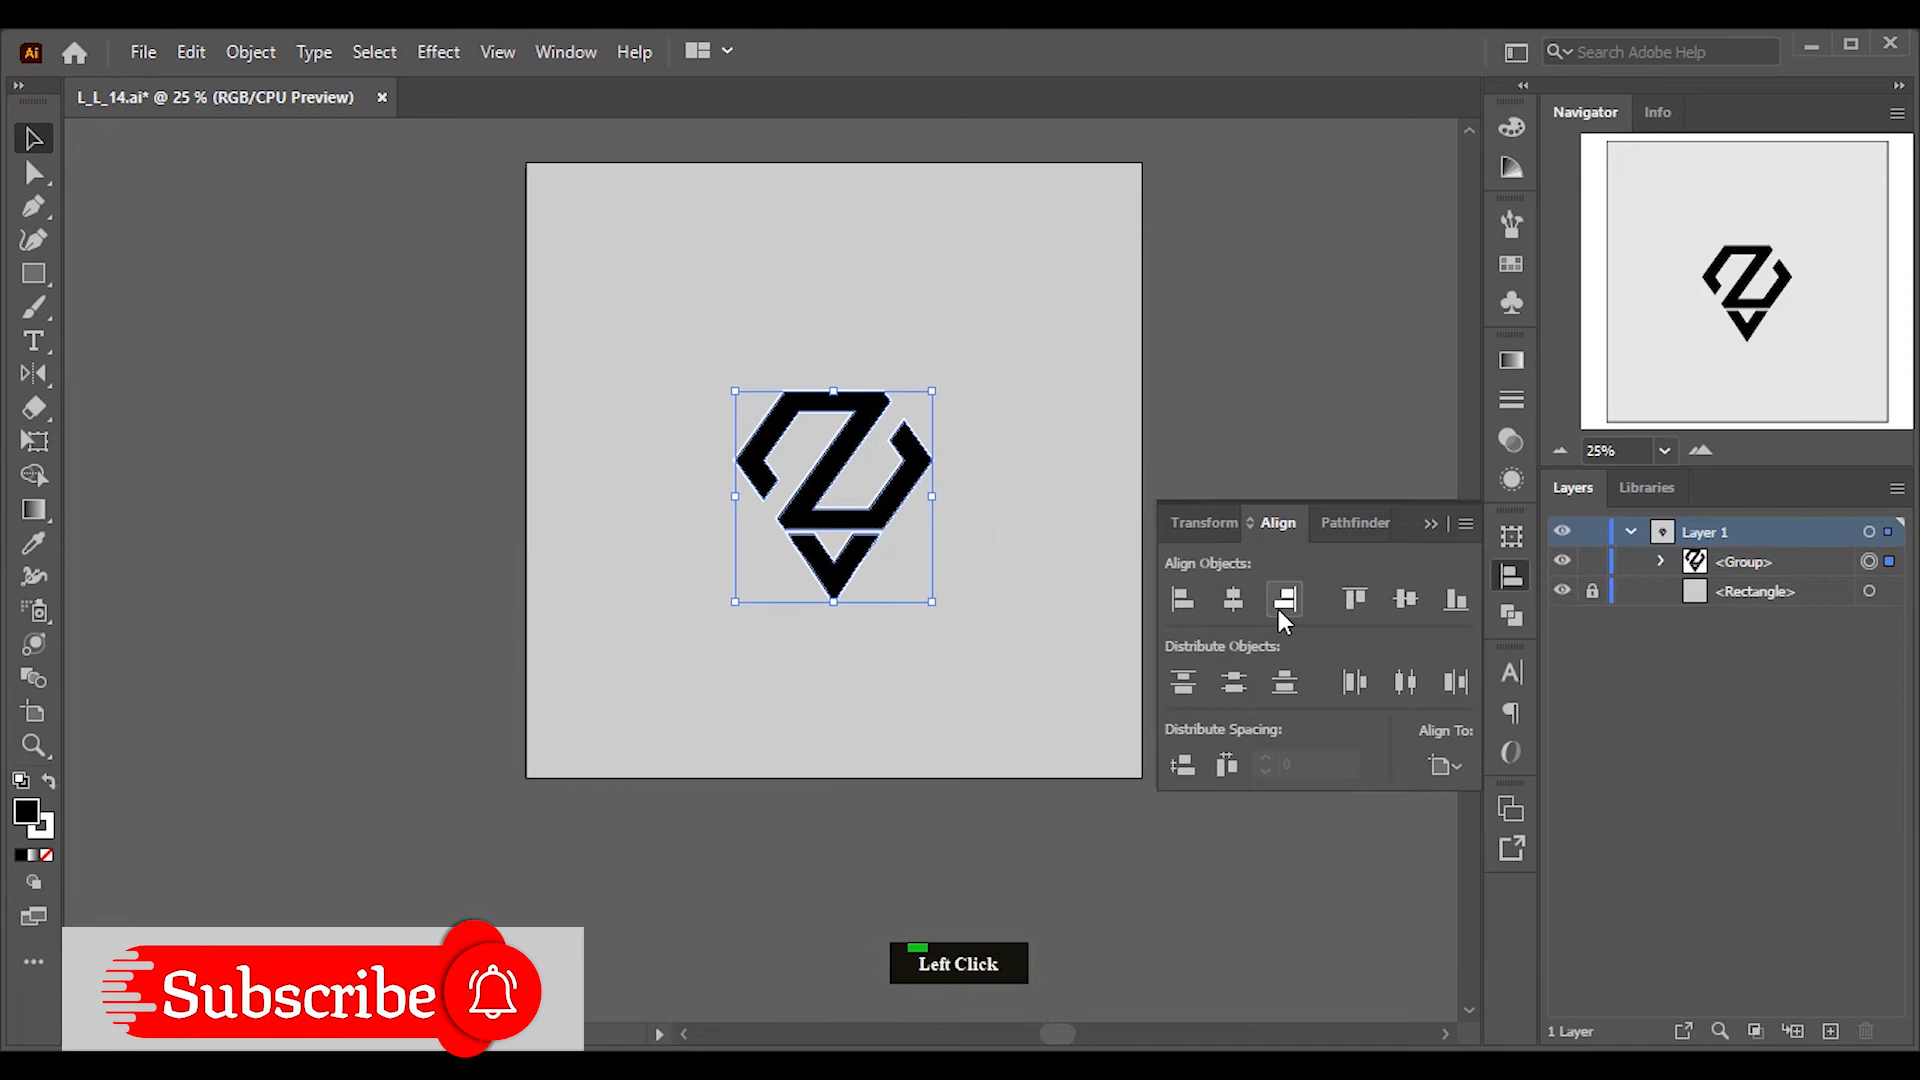 Ai File Edit Object Type Select Effect View Window Help Search Adobe Help
L_L_14.ai* @ 25 % (RGB/CPU Preview) ×
Navigator Info
25%
Layers Libraries
Layer 1
<Group>
<Rectangle>
Transform Align Pathfinder
Align Objects:
Distribute Objects:
Distribute Spacing: Align To:
0
Left Click
Subscribe
1 Layer